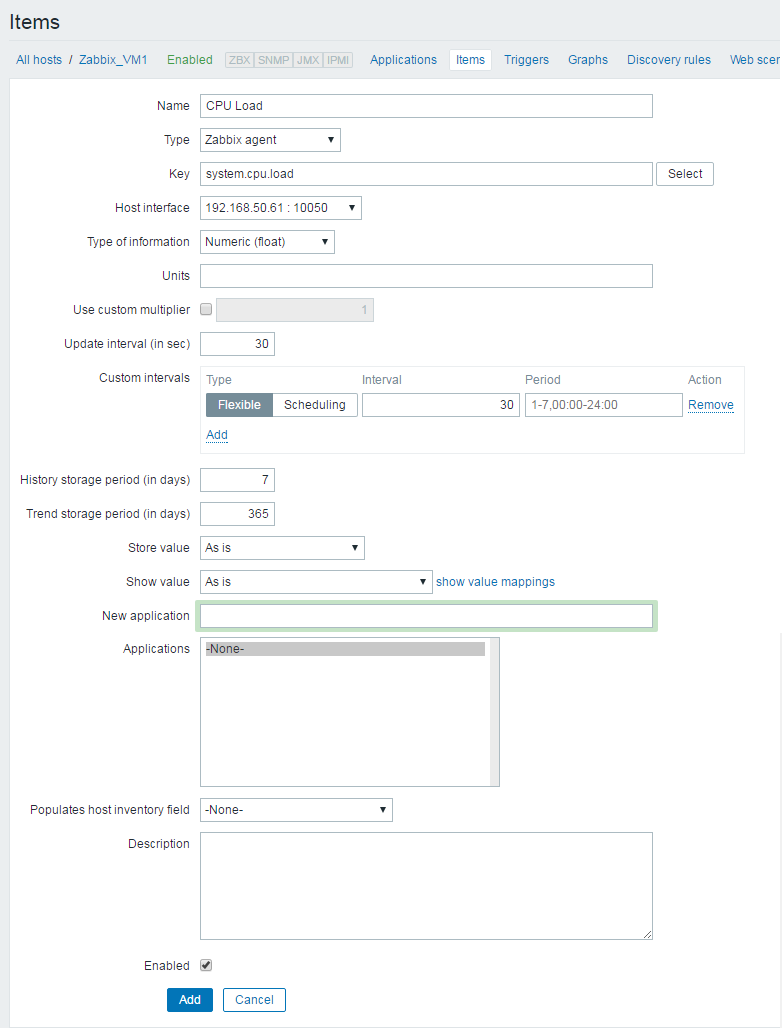 Items
All hosts / Zabbix_VM1 Enabled ZBX SNMP JMX IPMI Applications Items Triggers Graphs Discovery rules Web scen
Name CPU Load
Type Zabbix agent
Key system.cpu.load Select
Host interface 192.168.50.61 : 10050
Type of information Numeric (float)
Units
Use custom multiplier 1
Update interval (in sec) 30
Custom intervals Type Interval Period Action
Flexible Scheduling 30 1-7,00:00-24:00 Remove
Add
History storage period (in days) 7
Trend storage period (in days) 365
Store value As is
Show value As is show value mappings
New application
Applications -None-
Populates host inventory field -None-
Description
Enabled
Add Cancel